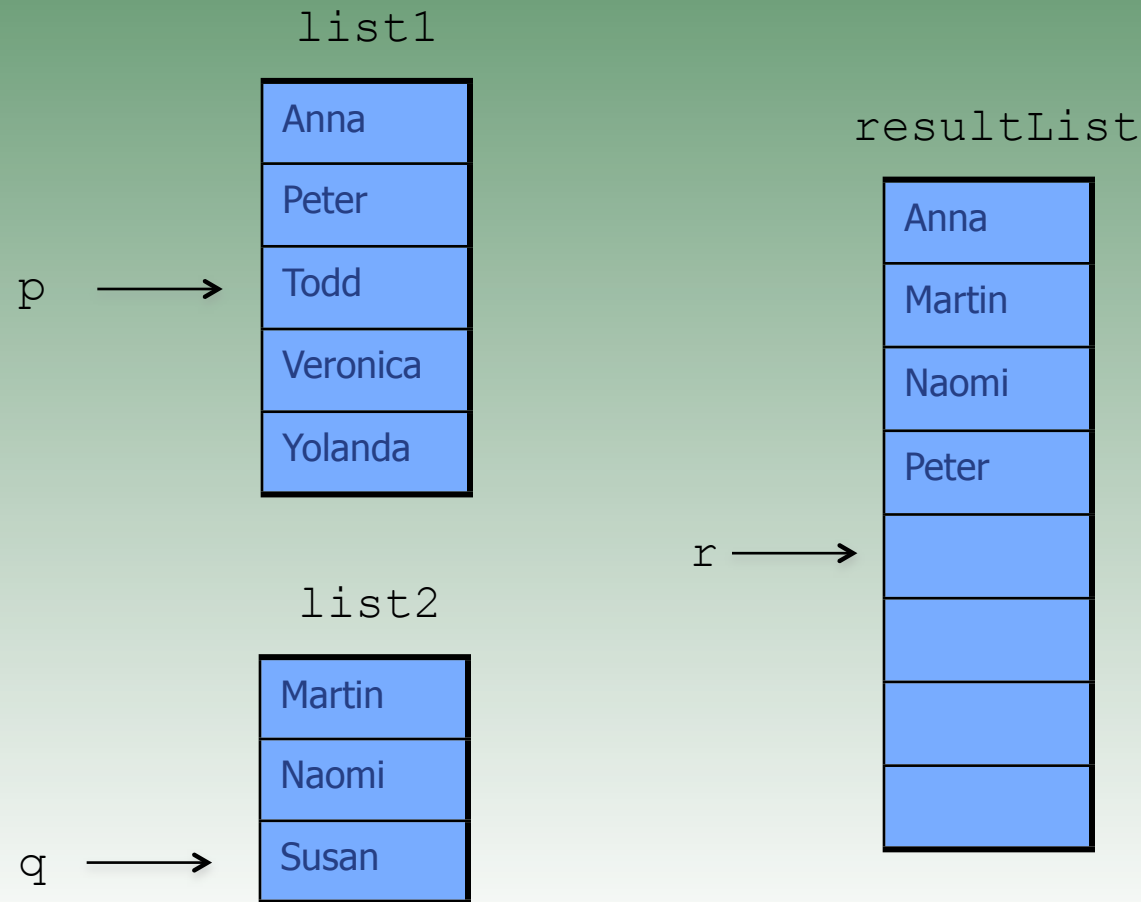 list1
Anna
Peter
p
Todd
Veronica
Yolanda
list2
Martin
Naomi
q
Susan
resultList
Anna
Martin
Naomi
Peter
r